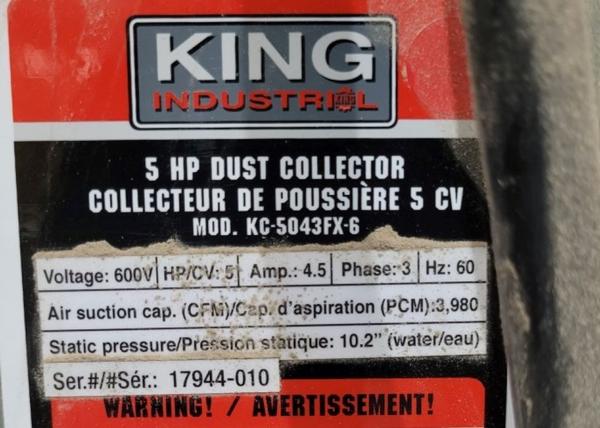 KING
INDUSTRIAL
5 HP DUST COLLECTOR
COLLECTEUR DE POUSSIÈRE 5 CV
MOD. KC-5043FX-6
Voltage: 600V HP/CV: 5 Amp.: 4.5 Phase: 3 Hz: 60
Air suction cap. (CFM)/Cap. d'aspiration (PCM):3,980
Static pressure/Pression statique: 10.2" (water/eau)
Ser.#/#Sér.: 17944-010
WARNING! / AVERTISSEMENT!